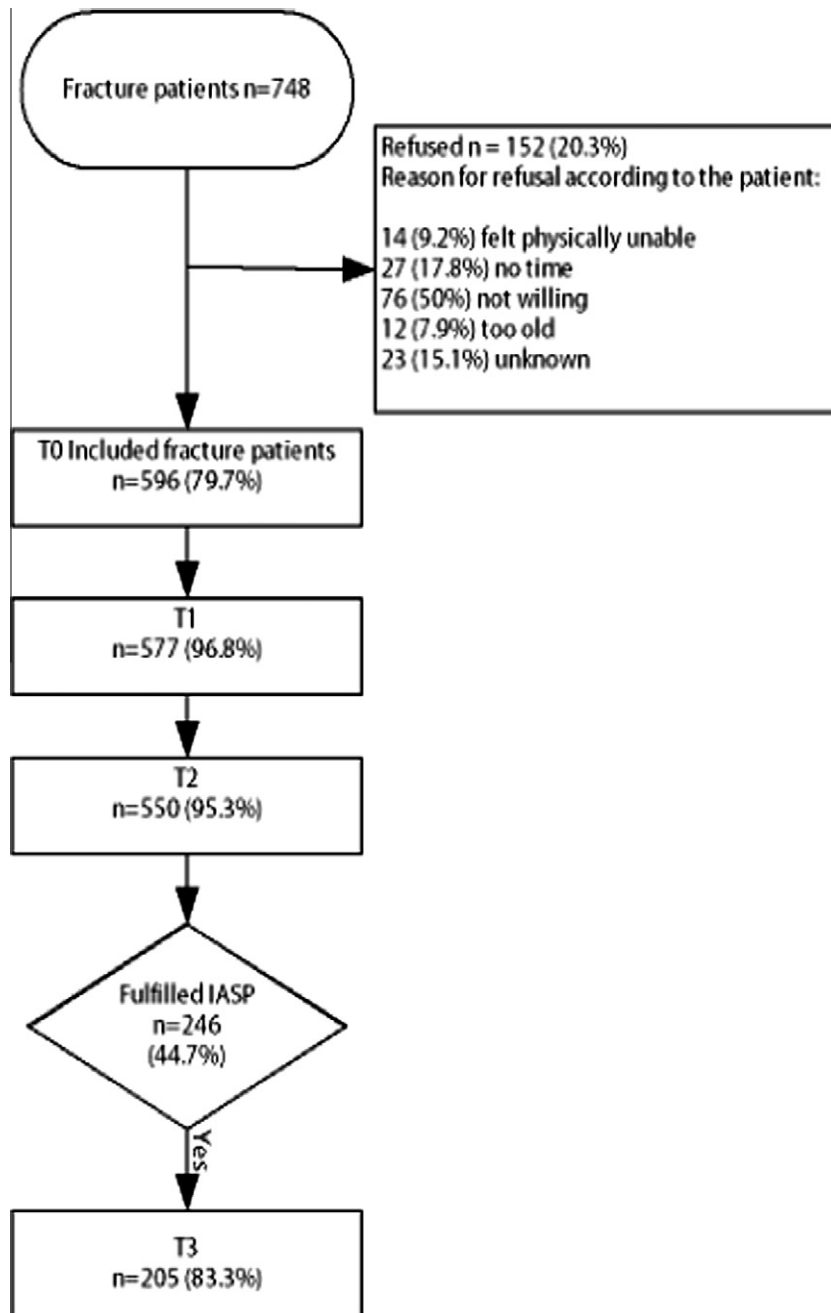 Fracture patients n=748
Refused n = 152 (20.3%)
Reason for refusal according to the patient:
14 (9.2%) felt physically unable
27 (17.8%) no time
76 (50%) not willing
12 (7.9%) too old
23 (15.1%) unknown
T0 Included fracture patients
n=596 (79.7%)
T1
n=577 (96.8%)
T2
n=550 (95.3%)
Fulfilled IASP
n=246
(44.7%)
Yes
T3
n=205 (83.3%)